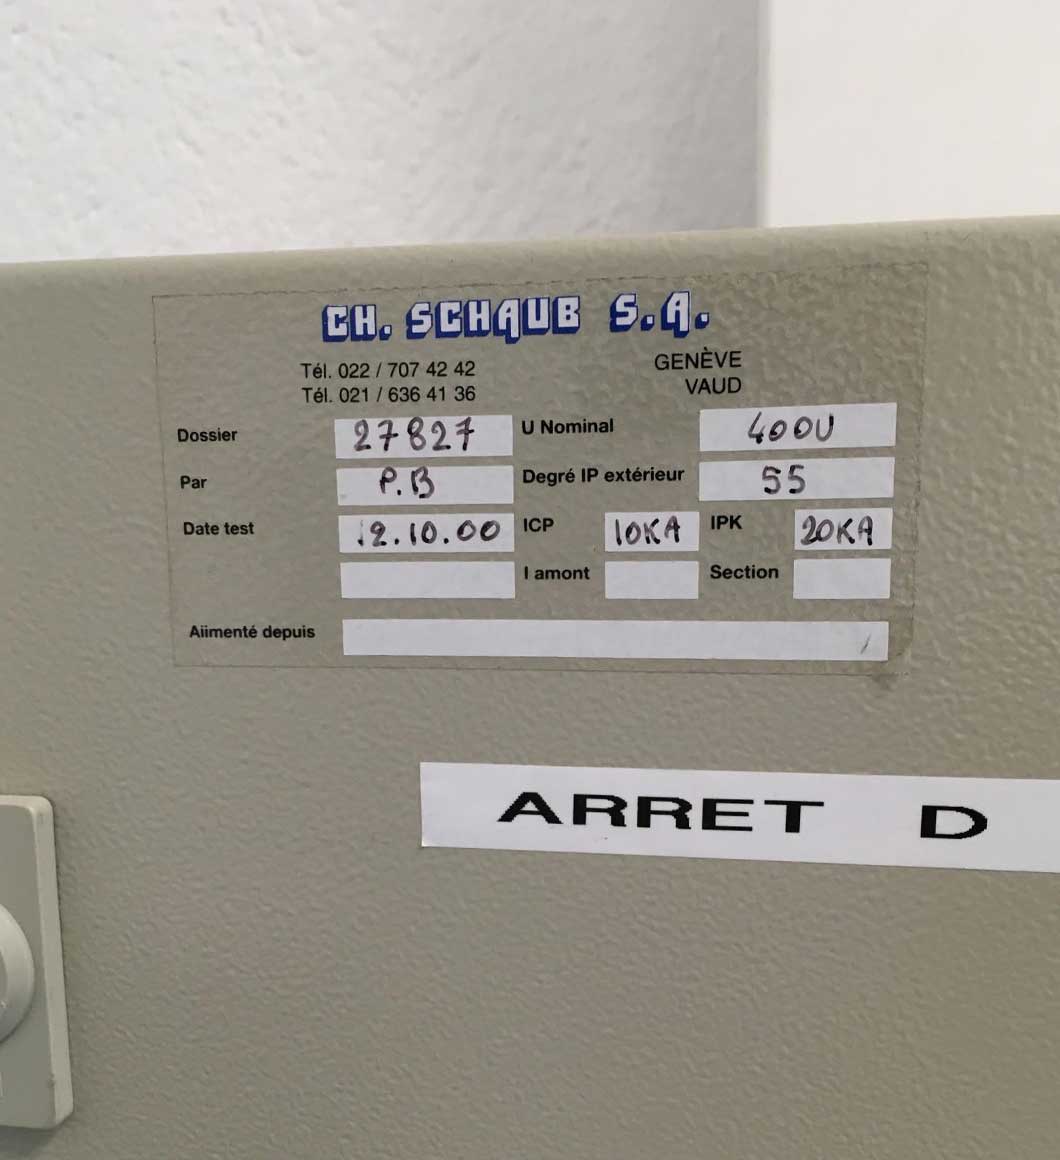 CH. SCHAUB S.A.
Tél. 022 / 707 42 42 GENÈVE
Tél. 021 / 636 41 36 VAUD
Dossier 27827 U Nominal 400V
Par P.B Degré IP extérieur 55
Date test 12.10.00 ICP 10KA IPK 20KA
I amont Section
Alimenté depuis
ARRET D